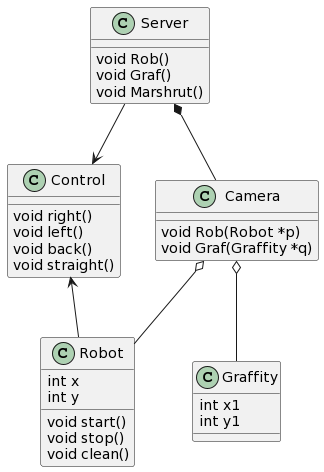 C Server
void Rob()
void Graf()
void Marshrut()
C Control
void right()
void left()
void back()
void straight()
C Camera
void Rob(Robot *p)
void Graf(Graffity *q)
C Robot
int x
int y
void start()
void stop()
void clean()
C Graffity
int x1
int y1